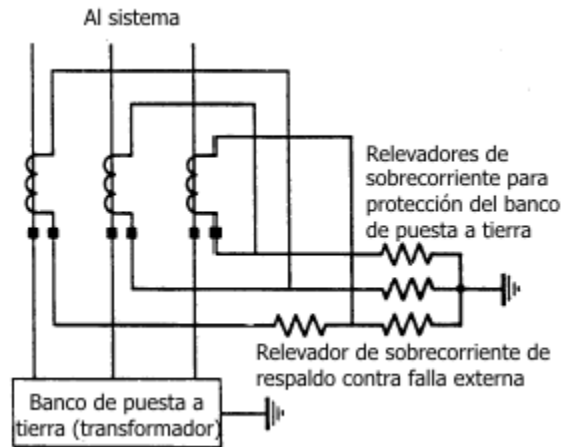 Al sistema
Relevadores de
sobrecorriente para
protección del banco
de puesta a tierra
Relevador de sobrecorriente de
respaldo contra falla externa
Banco de puesta a
tierra (transformador)